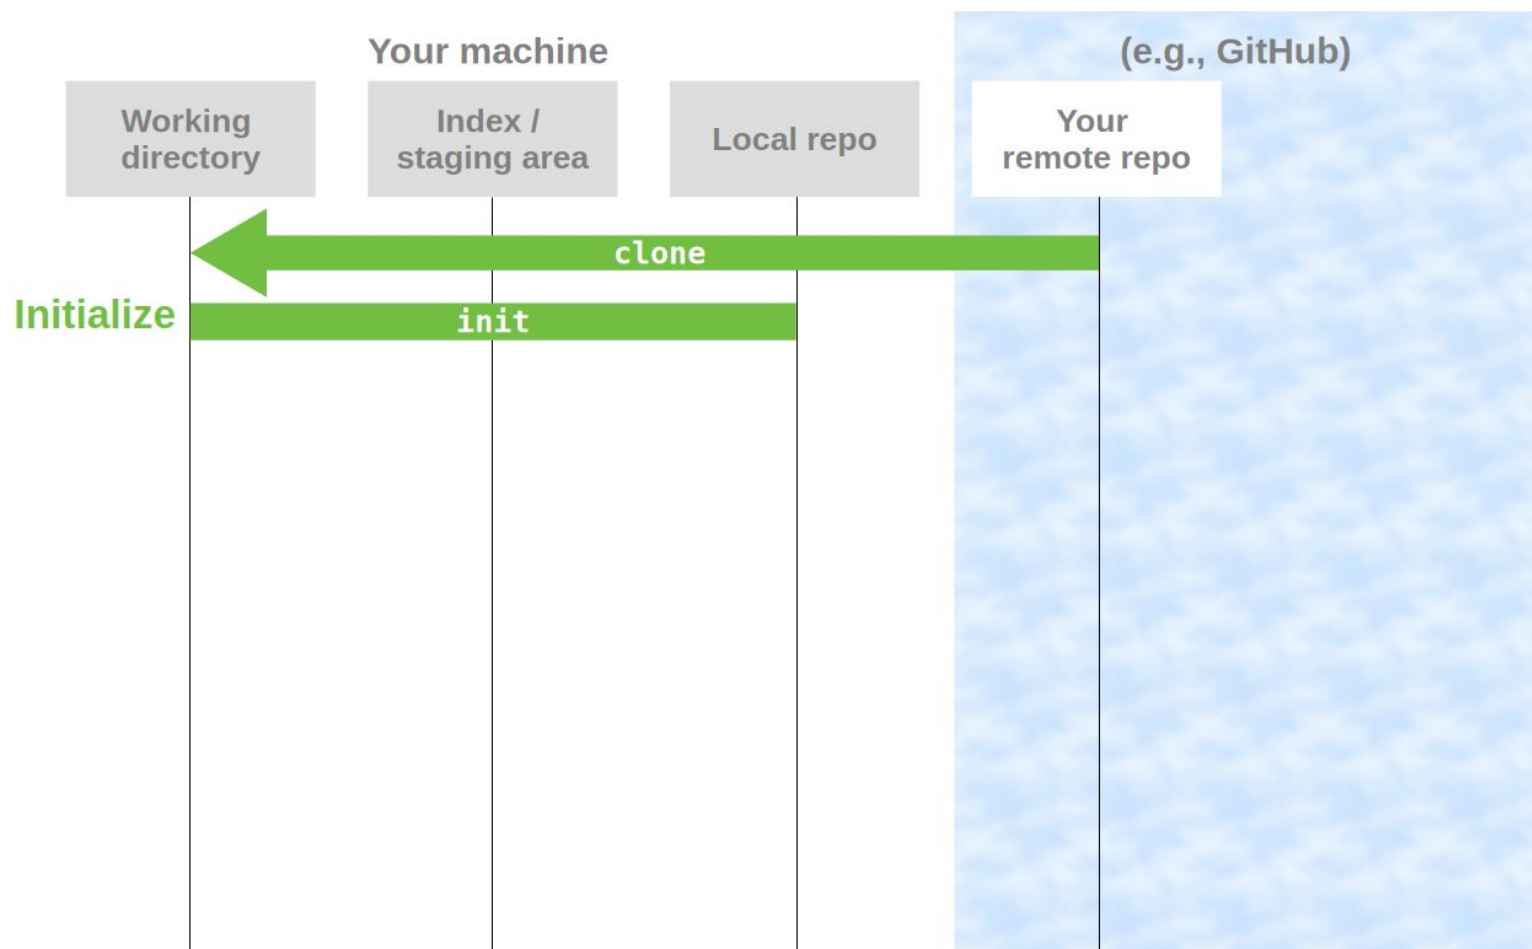 Your machine
(e.g., GitHub)
Working
directory
Index /
staging area
Local repo
Your
remote repo
clone
Initialize
init